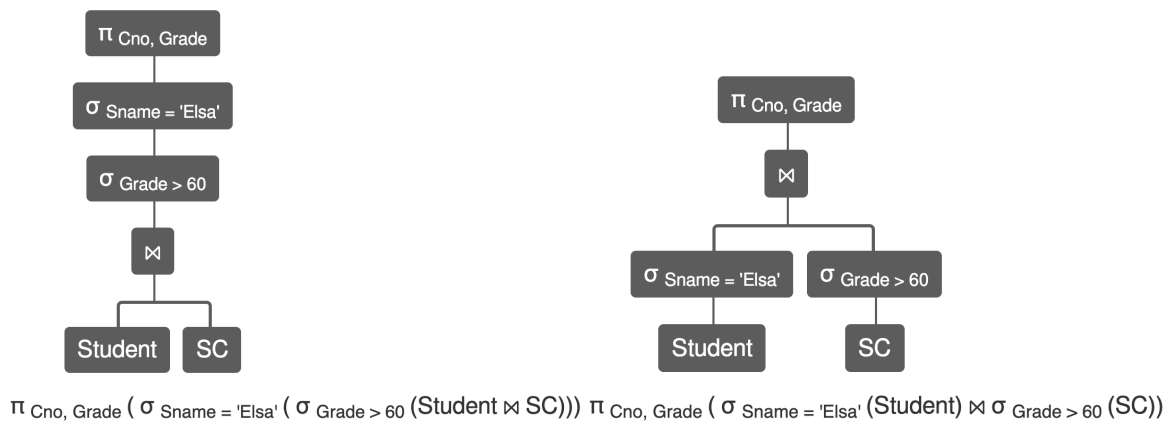 π Cno, Grade
σ Sname = 'Elsa'
σ Grade > 60
⋈
Student
SC
π Cno, Grade
⋈
σ Sname = 'Elsa'
σ Grade > 60
Student
SC
π Cno, Grade ( σ Sname = 'Elsa' ( σ Grade > 60 (Student ⋈ SC)))
π Cno, Grade ( σ Sname = 'Elsa' (Student) ⋈ σ Grade > 60 (SC))